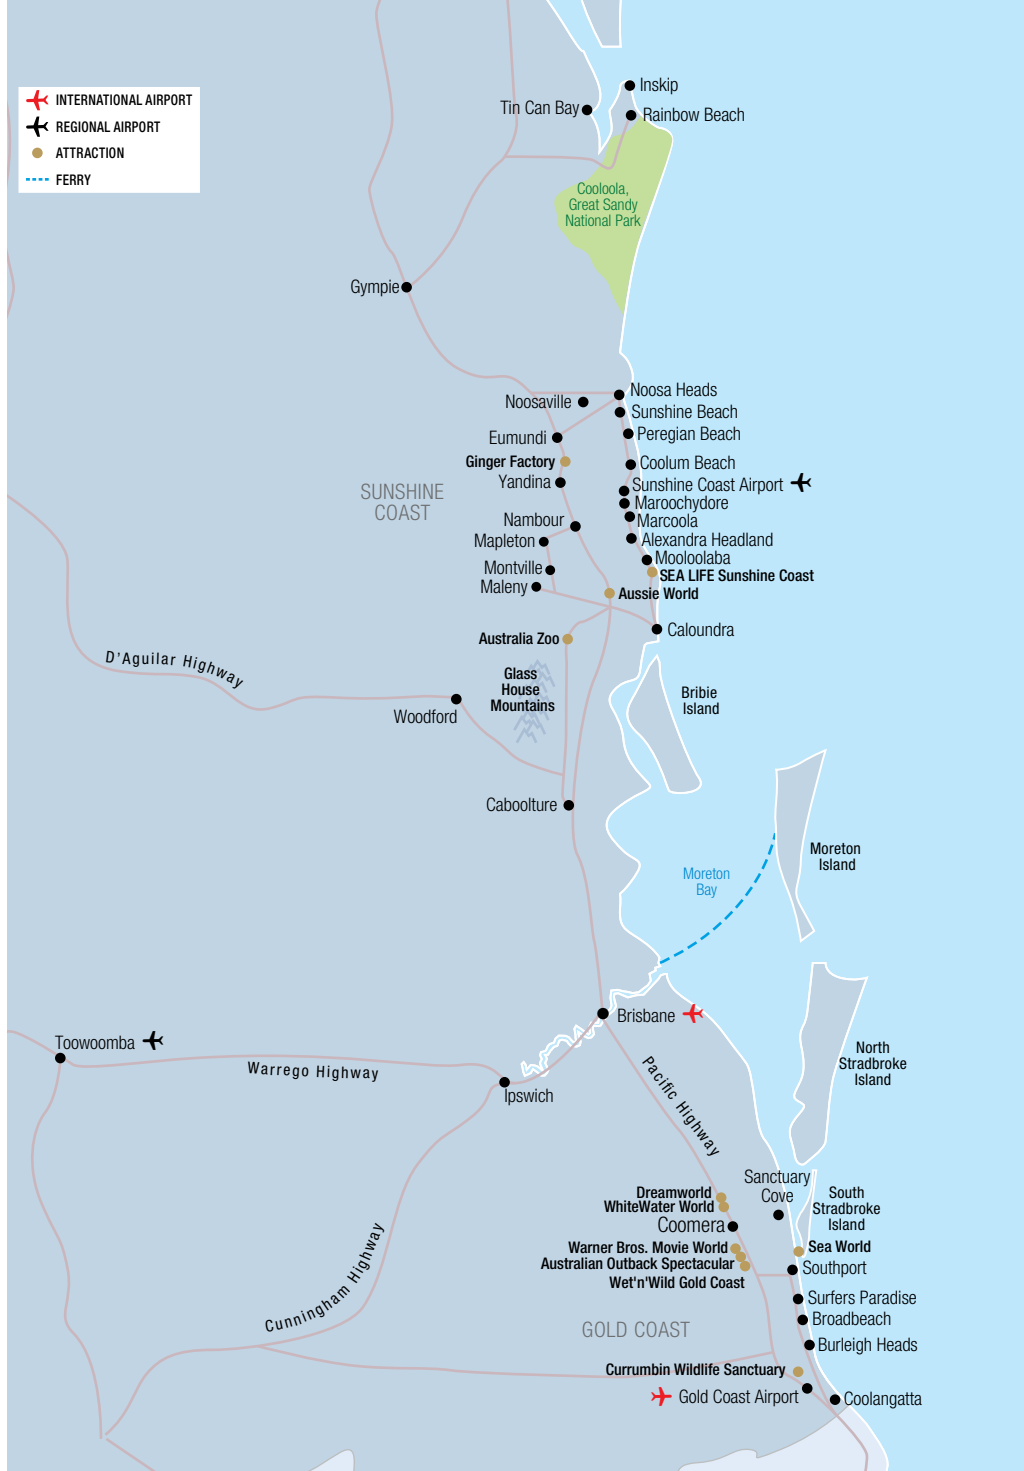 INTERNATIONAL AIRPORT
REGIONAL AIRPORT
ATTRACTION
FERRY
Inskip
Tin Can Bay
Rainbow Beach
Cooloola,
Great Sandy
National Park
Gympie
Noosa Heads
Noosaville
Sunshine Beach
Eumundi
Peregian Beach
Ginger Factory
Coolum Beach
Yandina
Sunshine Coast Airport
SUNSHINE
COAST
Maroochydore
Nambour
Marcoola
Mapleton
Alexandra Headland
Mooloolaba
Montville
SEA LIFE Sunshine Coast
Maleny
Aussie World
Caloundra
Australia Zoo
D'Aguilar Highway
Glass
House
Mountains
Bribie
Island
Woodford
Caboolture
Moreton
Island
Moreton
Bay
Brisbane
Toowoomba
Warrego Highway
Ipswich
Pacific Highway
North
Stradbroke
Island
Sanctuary
Cove
Dreamworld
WhiteWater World
South
Stradbroke
Island
Coomera
Warner Bros. Movie World
Sea World
Australian Outback Spectacular
Southport
Wet'n'Wild Gold Coast
Cunningham Highway
Surfers Paradise
Broadbeach
GOLD COAST
Burleigh Heads
Currumbin Wildlife Sanctuary
Gold Coast Airport
Coolangatta